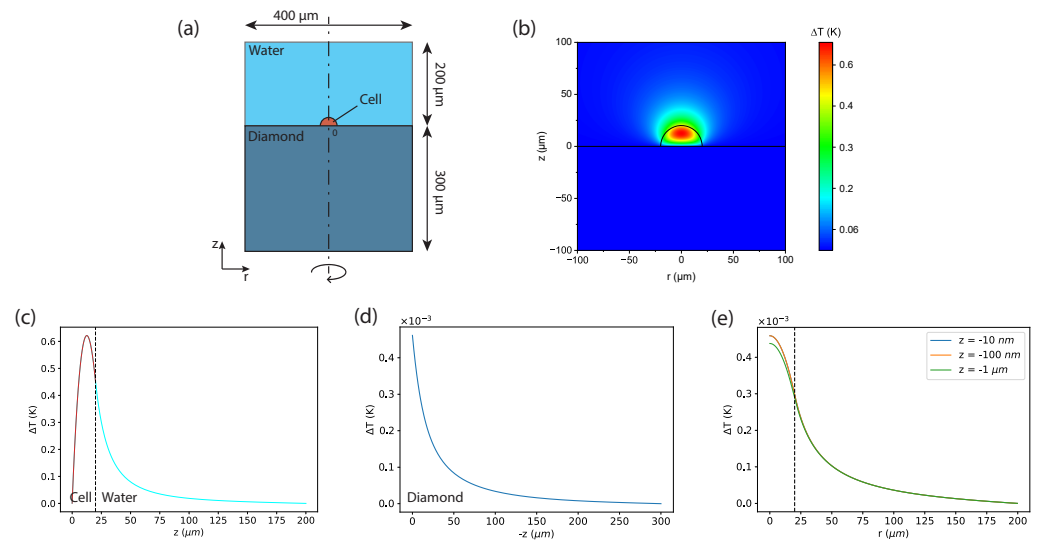 (a)
400 µm
Water
Cell
0
Diamond
200 µm
300 µm
z
r
(b)
ΔT (K)
100
50
0
−50
−100
z (µm)
−100
−50
0
50
100
r (µm)
0.6
0.4
0.3
0.2
0.06
(c)
0.6
0.5
0.4
0.3
0.2
0.1
0.0
ΔT (K)
Cell
Water
0
25
50
75
100
125
150
175
200
z (µm)
(d)
×10⁻³
0.4
0.3
0.2
0.1
0.0
ΔT (K)
Diamond
0
50
100
150
200
250
300
-z (µm)
(e)
×10⁻³
0.4
0.3
0.2
0.1
0.0
ΔT (K)
z = -10 nm
z = -100 nm
z = -1 µm
0
25
50
75
100
125
150
175
200
r (µm)